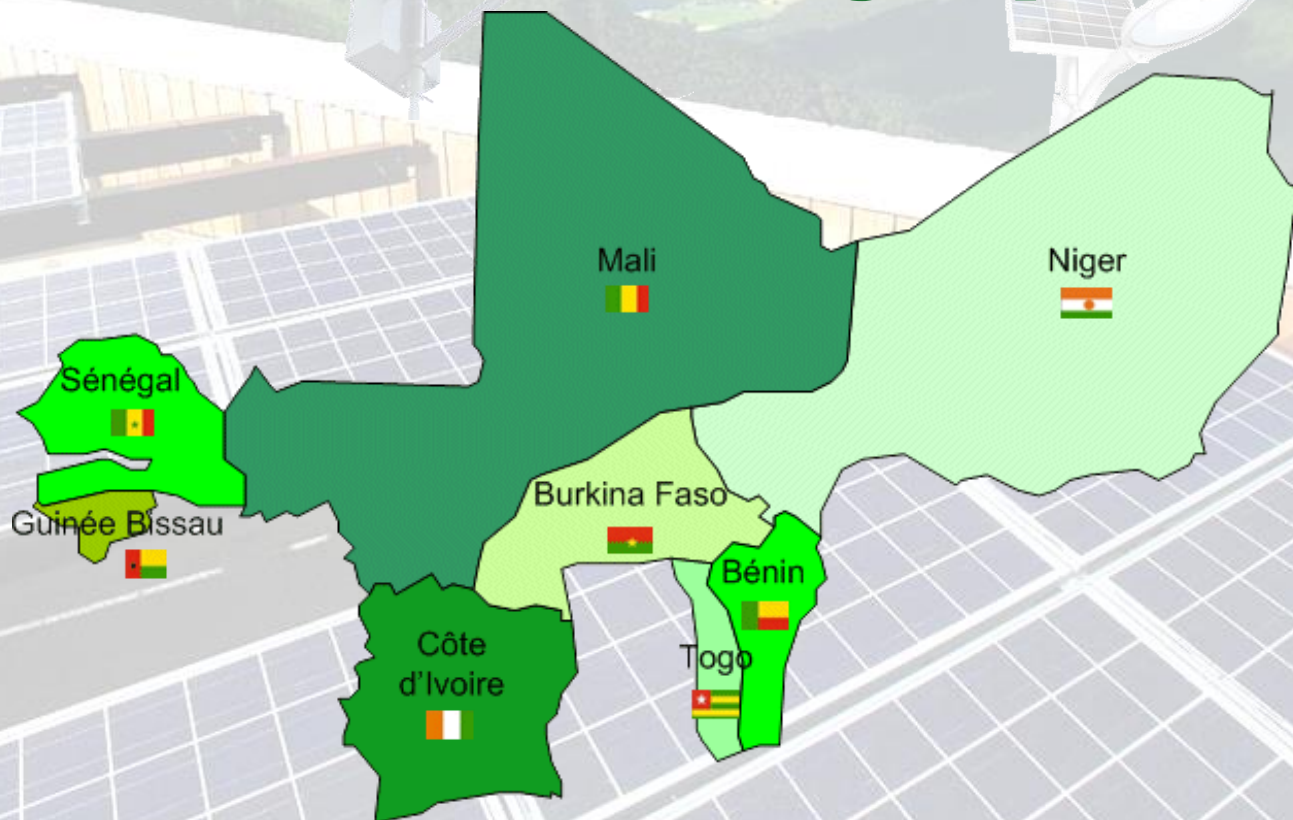 Mali
Niger
Sénégal
Burkina Faso
Guinée Bissau
Bénin
Côte
d'Ivoire
Togo